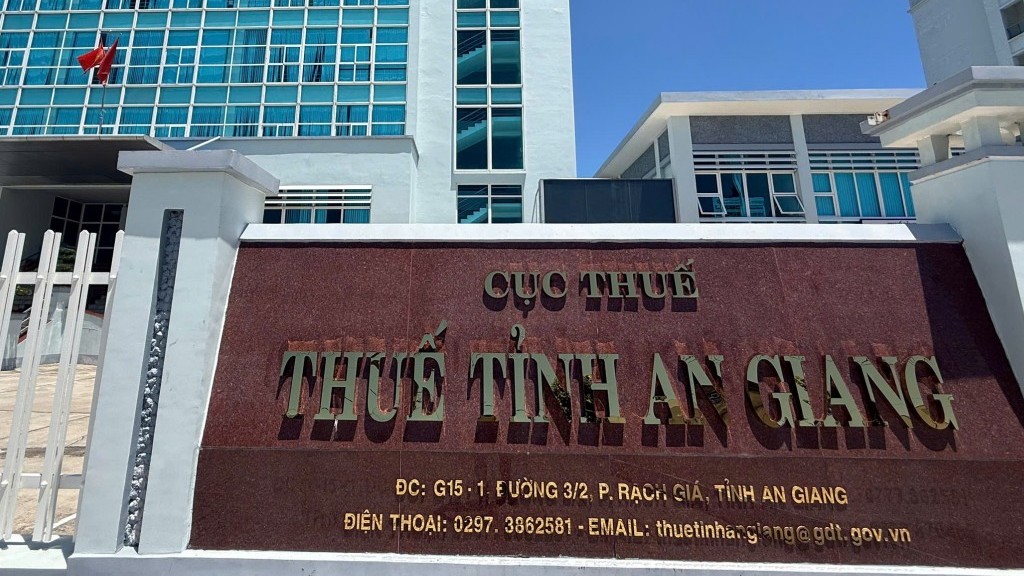 CỤC THUẾ
THUẾ TỈNH AN GIANG
ĐC: G15 - 1, ĐƯỜNG 3/2, P. RẠCH GIÁ, TỈNH AN GIANG
ĐIỆN THOẠI: 0297. 3862581 - EMAIL: thuetinhangiang@gdt.gov.vn